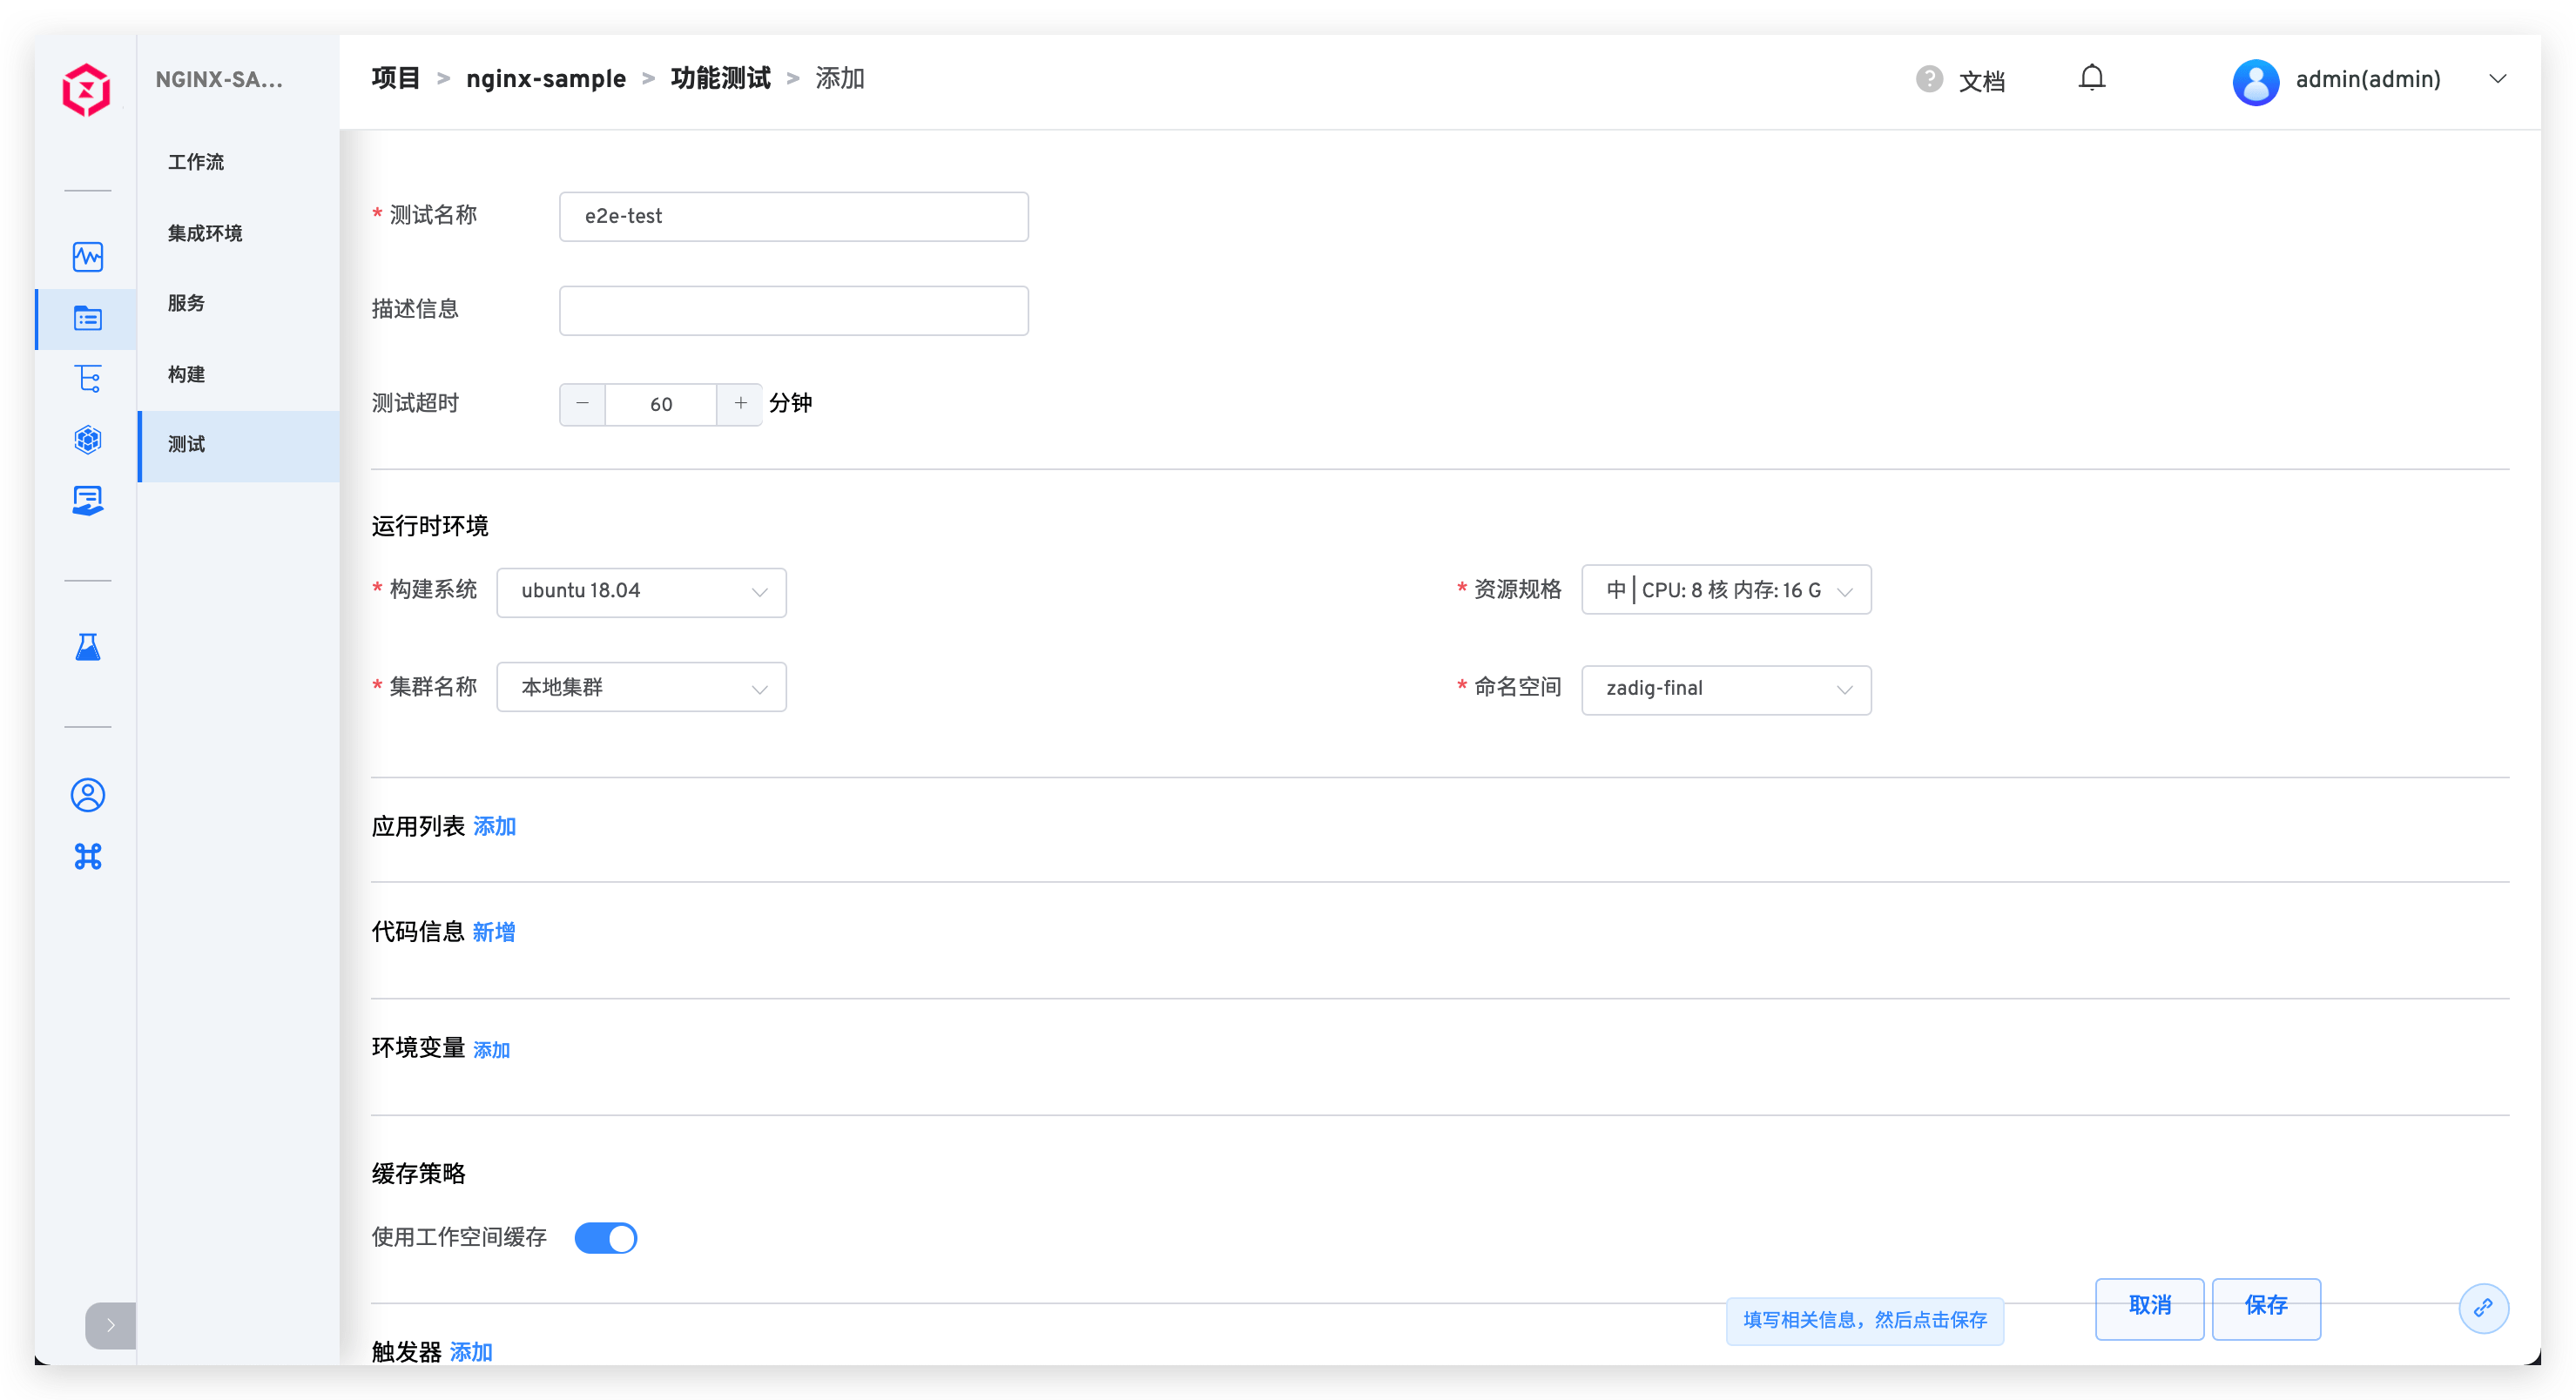 NGINX-SA...
项目 > nginx-sample > 功能测试 > 添加
? 文档
admin(admin)
工作流
集成环境
服务
构建
测试
* 测试名称 e2e-test
描述信息
测试超时 − 60 + 分钟
运行时环境
* 构建系统 ubuntu 18.04
* 资源规格 中 | CPU: 8 核 内存: 16 G
* 集群名称 本地集群
* 命名空间 zadig-final
应用列表 添加
代码信息 新增
环境变量 添加
缓存策略
使用工作空间缓存
填写相关信息，然后点击保存
取消 保存
触发器 添加